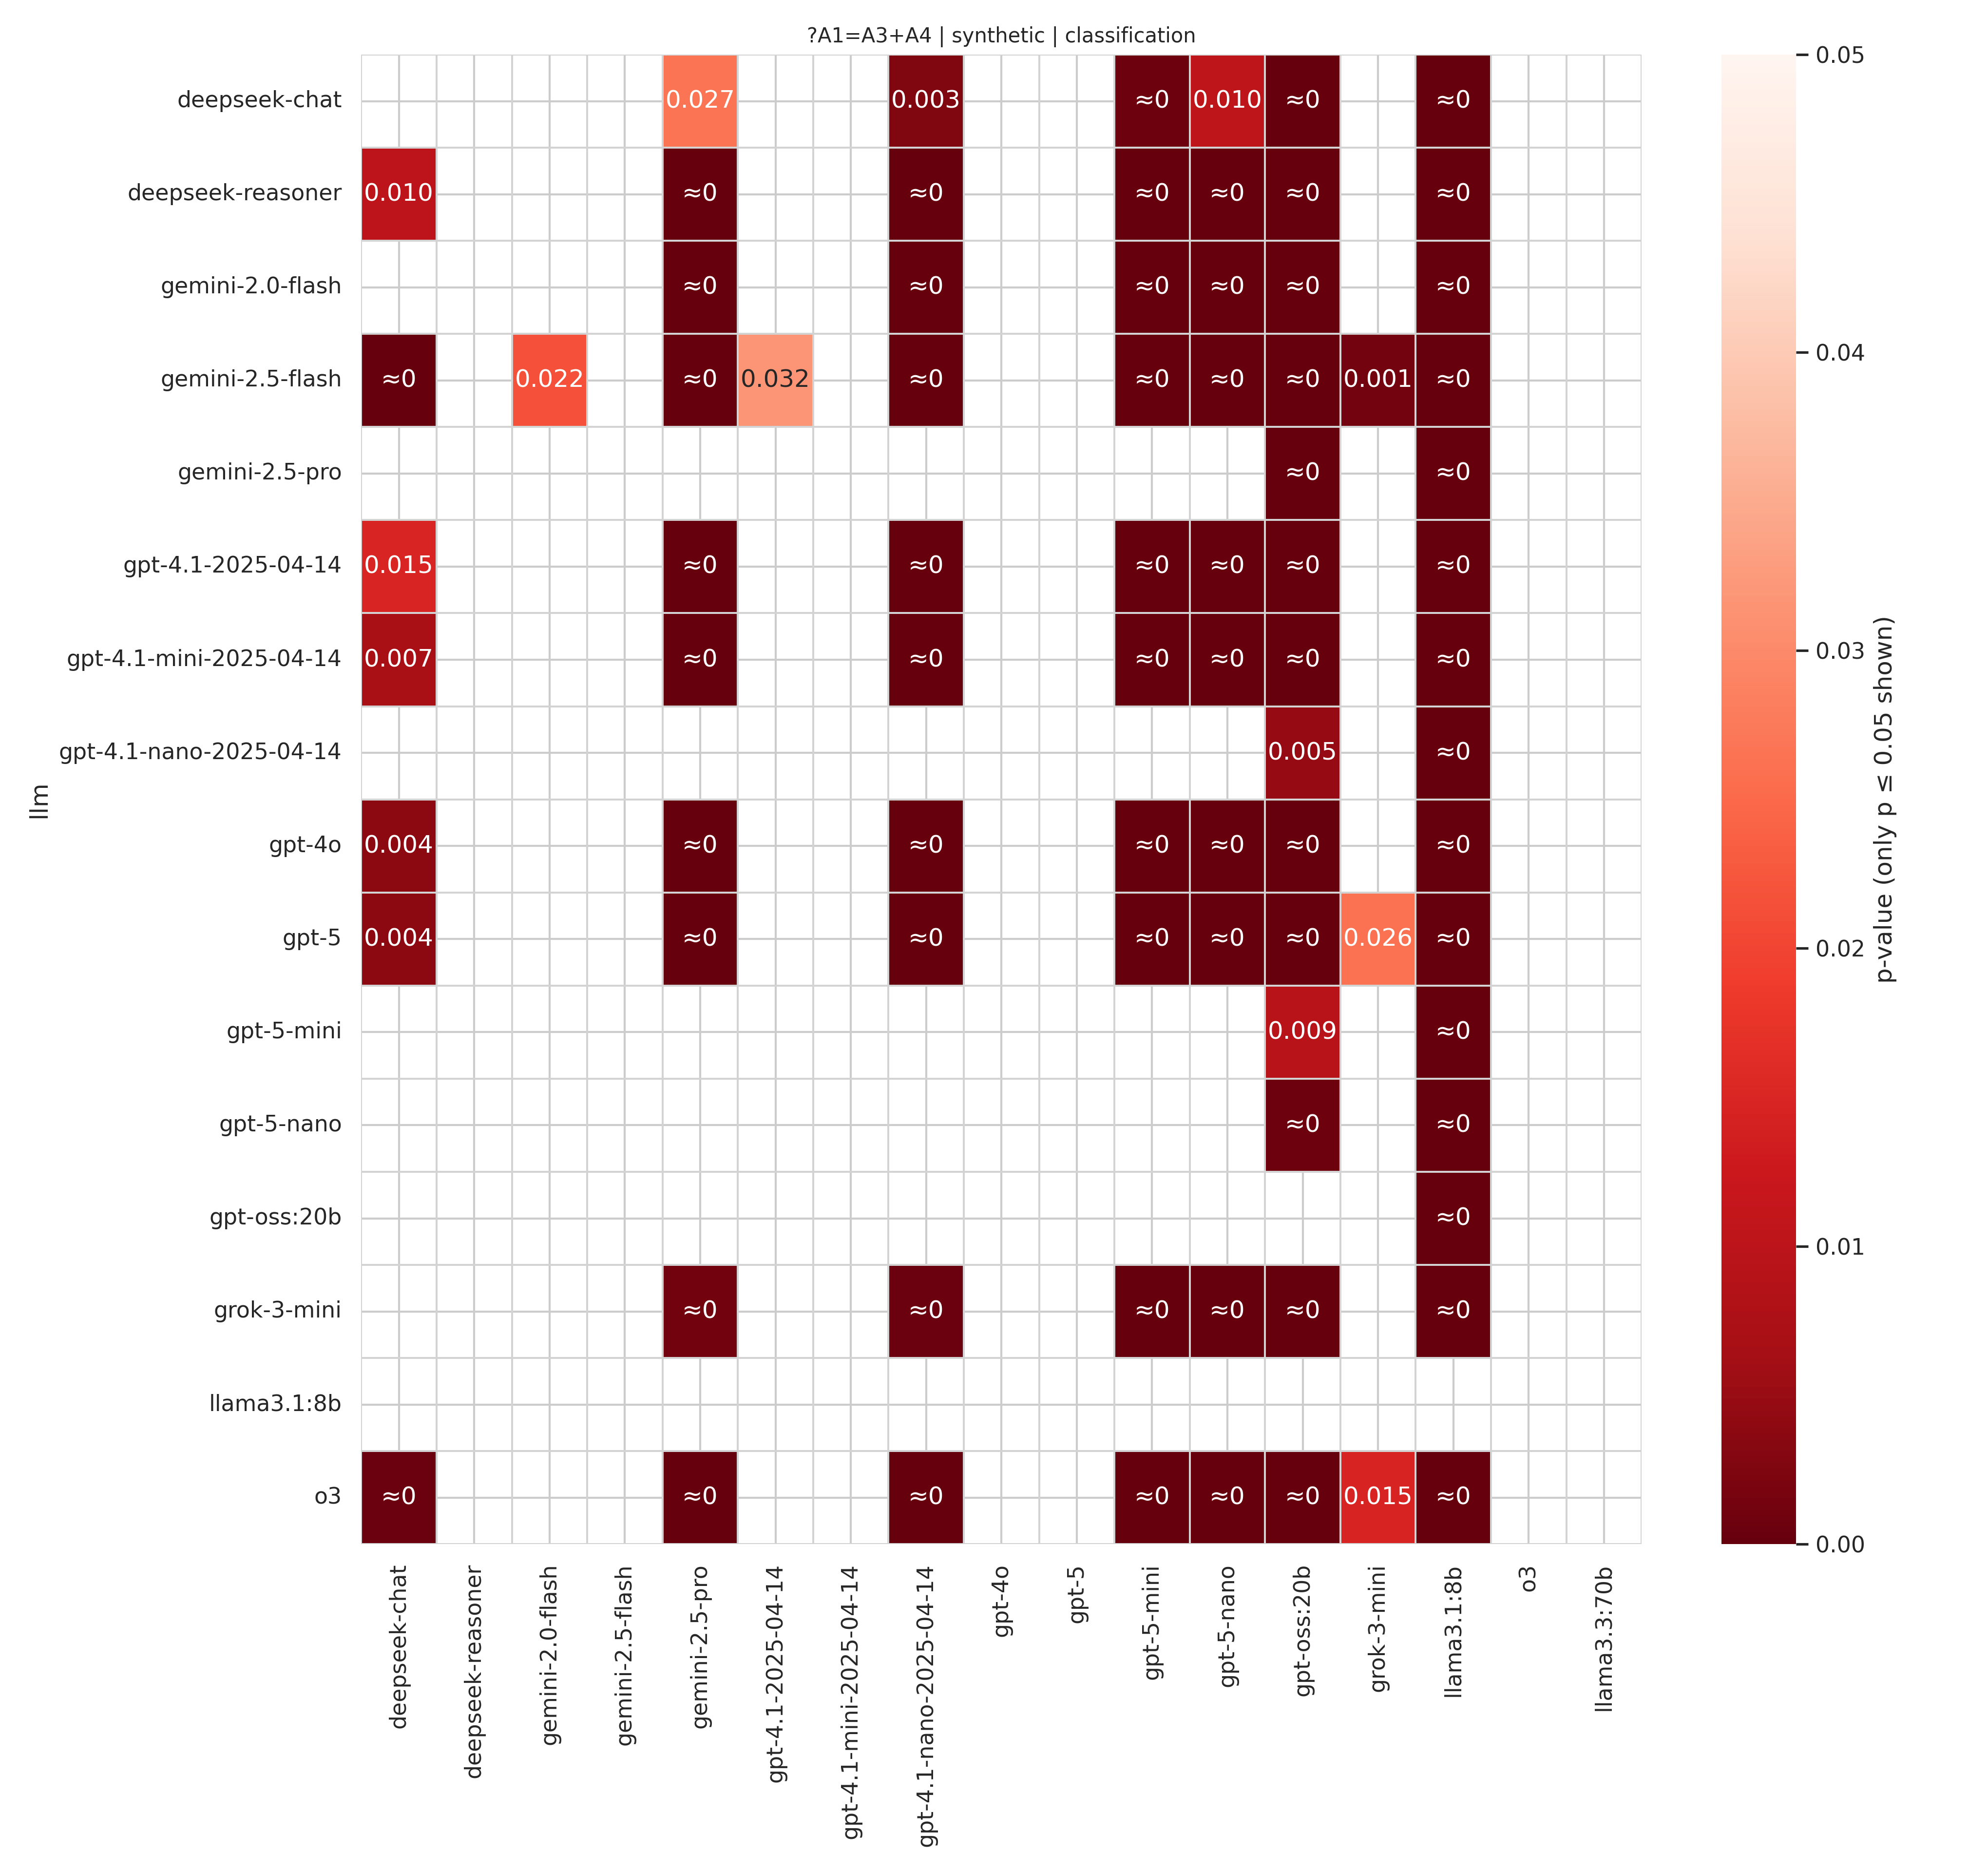 ?A1=A3+A4 | synthetic | classification
deepseek-chat 0.027 0.003 ≈0 0.010 ≈0 ≈0
deepseek-reasoner 0.010 ≈0 ≈0 ≈0 ≈0 ≈0 ≈0
gemini-2.0-flash ≈0 ≈0 ≈0 ≈0 ≈0 ≈0
gemini-2.5-flash ≈0 0.022 ≈0 0.032 ≈0 ≈0 ≈0 ≈0 0.001 ≈0
gemini-2.5-pro ≈0 ≈0
gpt-4.1-2025-04-14 0.015 ≈0 ≈0 ≈0 ≈0 ≈0 ≈0
gpt-4.1-mini-2025-04-14 0.007 ≈0 ≈0 ≈0 ≈0 ≈0 ≈0
gpt-4.1-nano-2025-04-14 0.005 ≈0
gpt-4o 0.004 ≈0 ≈0 ≈0 ≈0 ≈0 ≈0
gpt-5 0.004 ≈0 ≈0 ≈0 ≈0 ≈0 0.026 ≈0
gpt-5-mini 0.009 ≈0
gpt-5-nano ≈0 ≈0
gpt-oss:20b ≈0
grok-3-mini ≈0 ≈0 ≈0 ≈0 ≈0 ≈0
llama3.1:8b
o3 ≈0 ≈0 ≈0 ≈0 ≈0 ≈0 0.015 ≈0
llm
deepseek-chat
deepseek-reasoner
gemini-2.0-flash
gemini-2.5-flash
gemini-2.5-pro
gpt-4.1-2025-04-14
gpt-4.1-mini-2025-04-14
gpt-4.1-nano-2025-04-14
gpt-4o
gpt-5
gpt-5-mini
gpt-5-nano
gpt-oss:20b
grok-3-mini
llama3.1:8b
o3
llama3.3:70b
0.05
0.04
0.03
0.02
0.01
0.00
p-value (only p ≤ 0.05 shown)